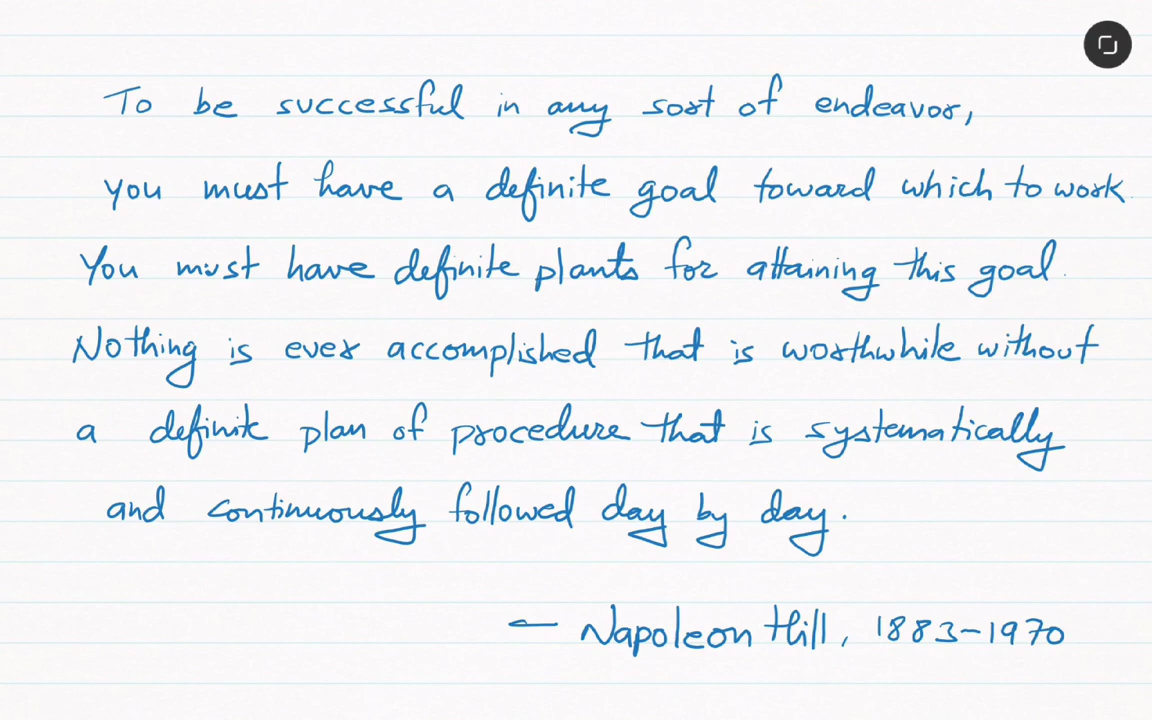 To be successful in any sort of endeavor,
you must have a definite goal toward which to work.
You must have definite plants for attaining this goal.
Nothing is ever accomplished that is worthwhile without
a definite plan of procedure that is systematically
and continuously followed day by day.
— Napoleon Hill, 1883-1970